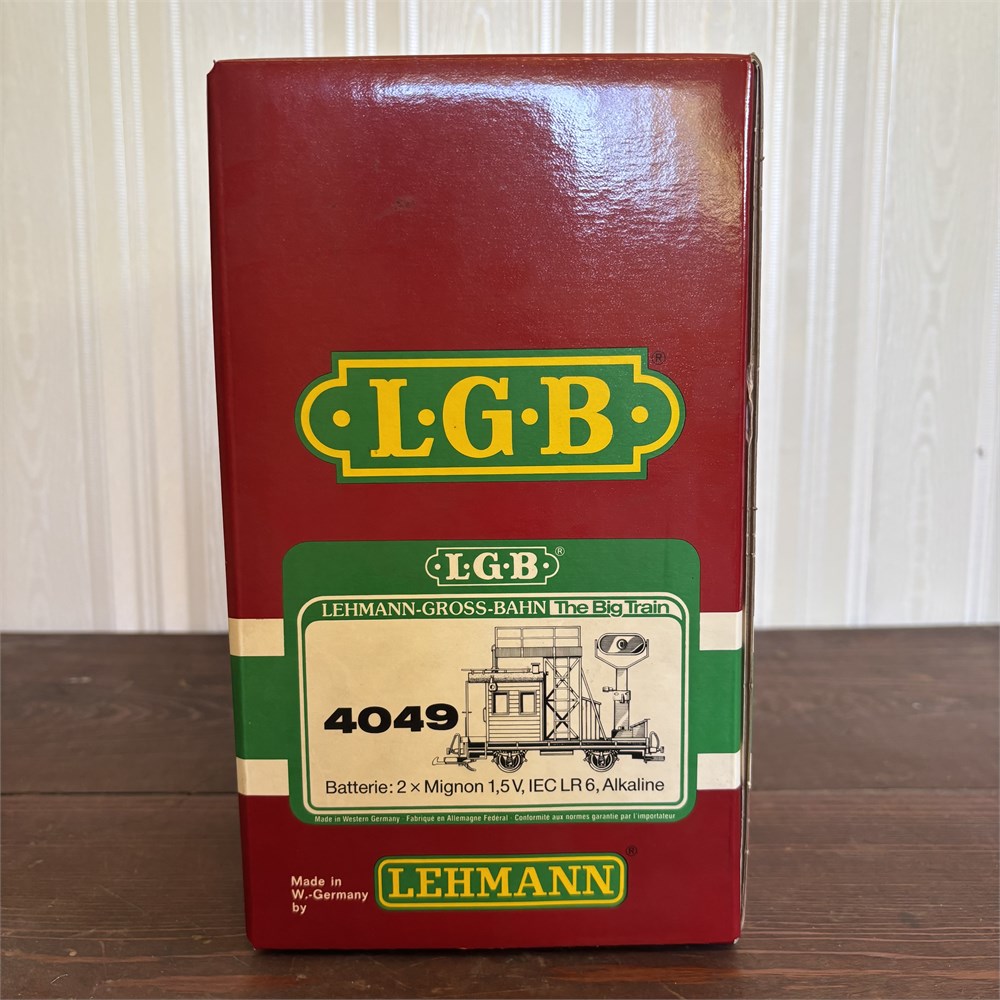 L·G·B ®
L·G·B ®
LEHMANN-GROSS-BAHN The Big Train
4049
Batterie: 2 × Mignon 1,5 V, IEC LR 6, Alkaline
Made in Western Germany · Fabriqué en Allemagne Féderal · Conformité aux normes garantie par l'importateur
Made in
W.-Germany
by
LEHMANN ®